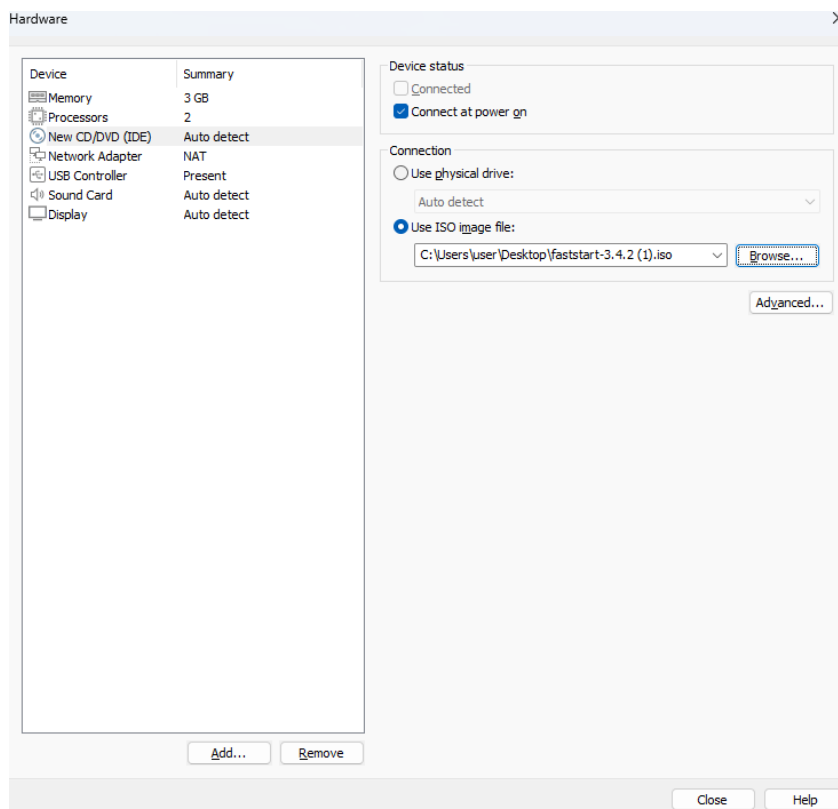 Hardware
Device Summary
Memory 3 GB
Processors 2
New CD/DVD (IDE) Auto detect
Network Adapter NAT
USB Controller Present
Sound Card Auto detect
Display Auto detect
Add... Remove
Device status
Connected
Connect at power on
Connection
Use physical drive:
Auto detect
Use ISO image file:
C:\Users\user\Desktop\faststart-3.4.2 (1).iso Browse...
Advanced...
Close Help